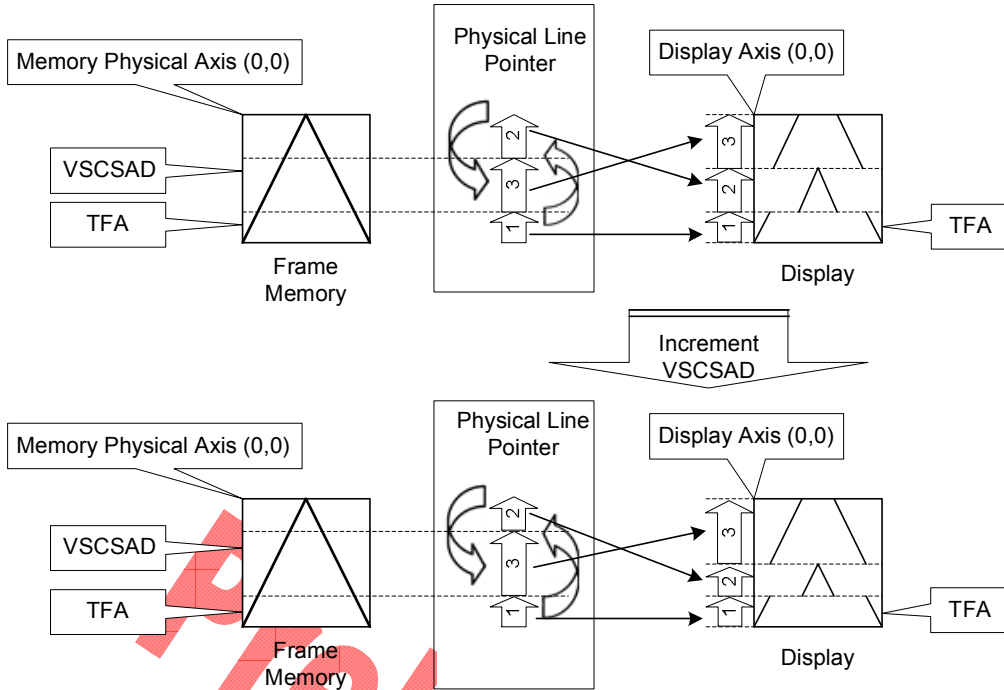 Physical Line
Pointer
Memory Physical Axis (0,0)
Display Axis (0,0)
2
3
1
3
2
1
VSCSAD
TFA
TFA
Frame
Memory
Display
Increment
VSCSAD
Physical Line
Pointer
Memory Physical Axis (0,0)
Display Axis (0,0)
2
3
1
3
2
1
VSCSAD
TFA
TFA
Frame
Memory
Display